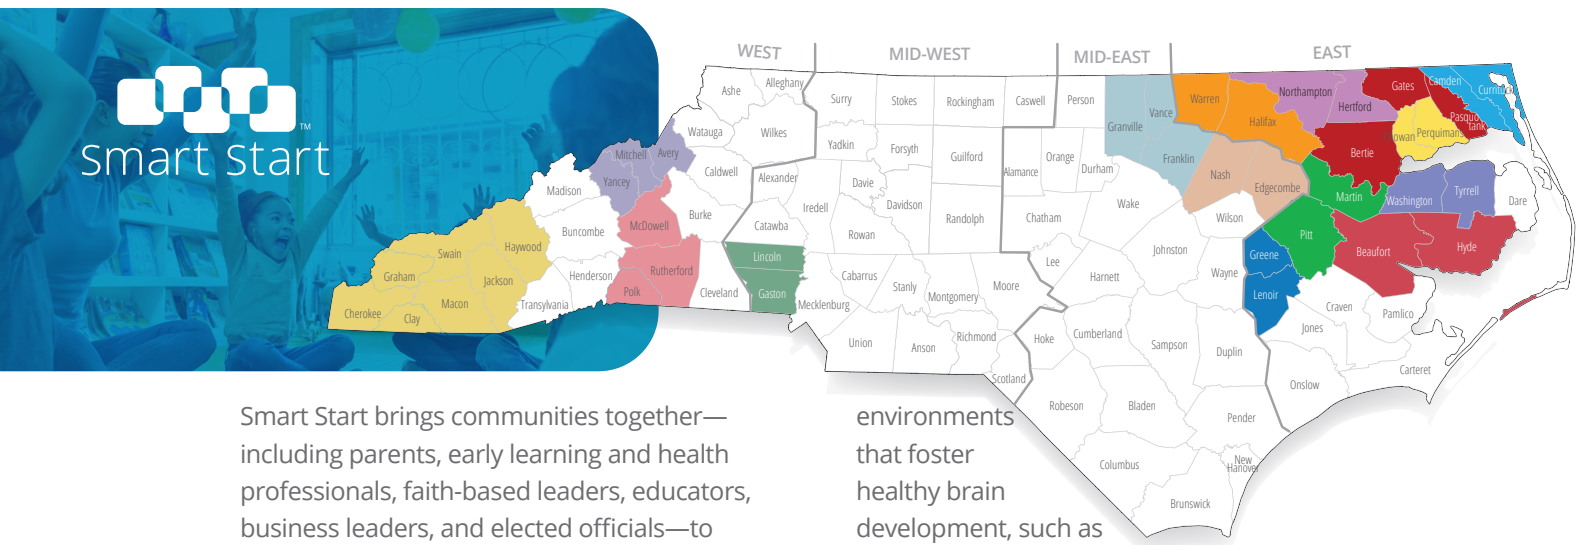 smart start
TM
WEST
MID-WEST
MID-EAST
EAST
Ashe
Alleghany
Surry
Stokes
Rockingham
Caswell
Person
Granville
Vance
Warren
Halifax
Northampton
Hertford
Gates
Camden
Currituck
Pasquo
tank
Perquimans
Bertie
Watauga
Wilkes
Yadkin
Forsyth
Guilford
Alamance
Orange
Durham
Franklin
Nash
Edgecombe
Martin
Washington
Tyrrell
Dare
Mitchell
Avery
Yancey
Caldwell
Alexander
Iredell
Davie
Davidson
Randolph
Chatham
Wake
Wilson
Pitt
Beaufort
Hyde
Madison
Buncombe
McDowell
Burke
Catawba
Rowan
Lee
Johnston
Wayne
Greene
Lenoir
Swain
Haywood
Graham
Jackson
Henderson
Rutherford
Polk
Cleveland
Lincoln
Gaston
Mecklenburg
Cabarrus
Stanly
Montgomery
Moore
Harnett
Craven
Pamlico
Jones
Cherokee
Clay
Macon
Transylvania
Union
Anson
Richmond
Scotland
Hoke
Cumberland
Sampson
Duplin
Onslow
Carteret
Robeson
Bladen
Pender
Columbus
New
Hanover
Brunswick
Smart Start brings communities together—
including parents, early learning and health
professionals, faith-based leaders, educators,
business leaders, and elected officials—to
environments
that foster
healthy brain
development, such as